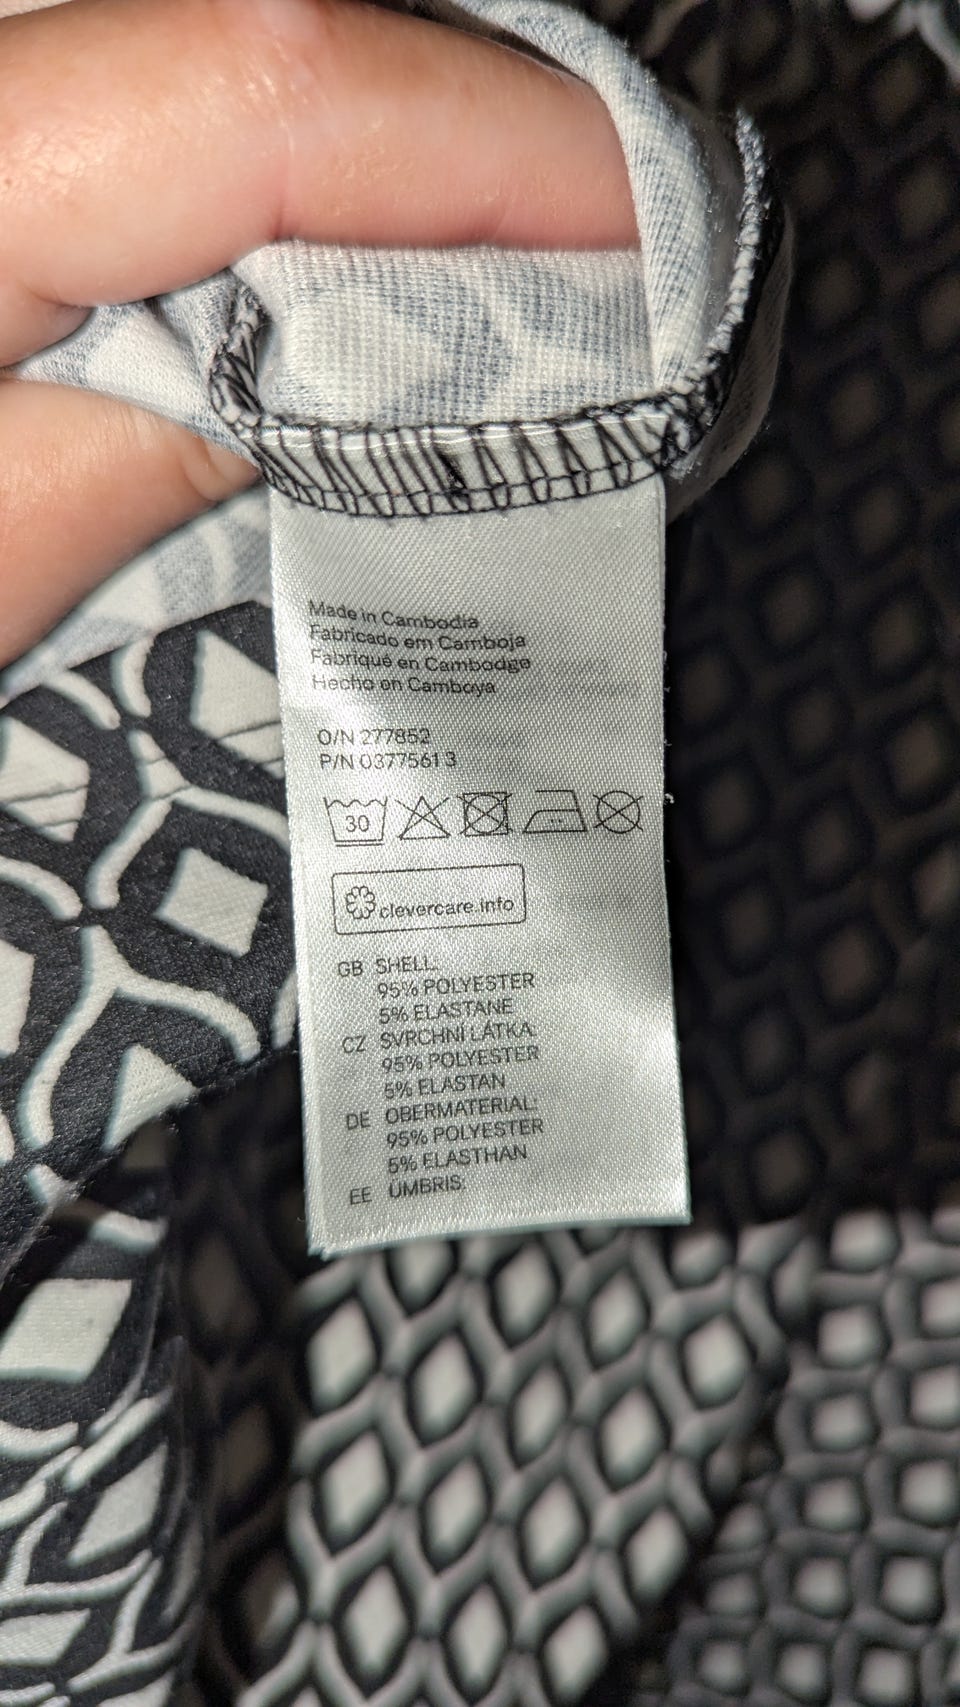 Made in Cambodia
Fabricado em Camboja
Fabriqué en Cambodge
Hecho en Camboya
O/N 277852
P/N 03775613
30
clevercare.info
GB SHELL:
95% POLYESTER
5% ELASTANE
CZ SVRCHNÍ LÁTKA:
95% POLYESTER
5% ELASTAN
DE OBERMATERIAL:
95% POLYESTER
5% ELASTHAN
EE ÜMBRIS: